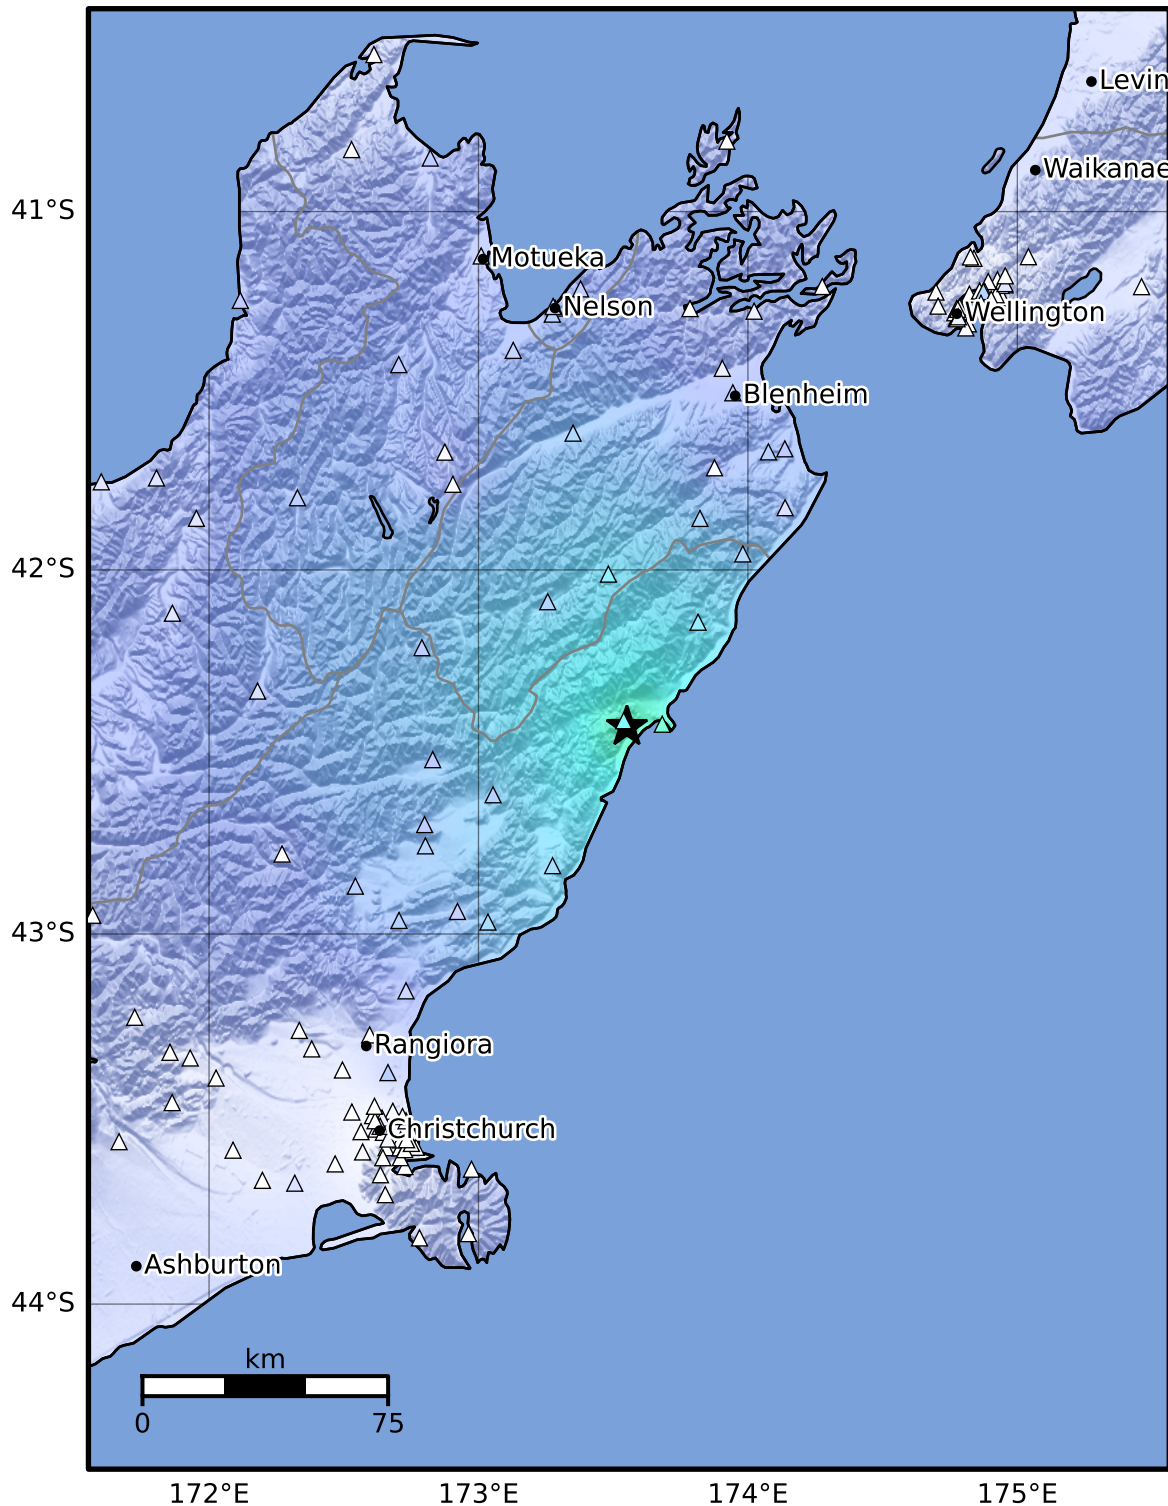 Levin
Waikanae
41°S
Motueka
Nelson
Wellington
Blenheim
42°S
43°S
Rangiora
Christchurch
Ashburton
44°S
km
0 75
172°E 173°E 174°E 175°E